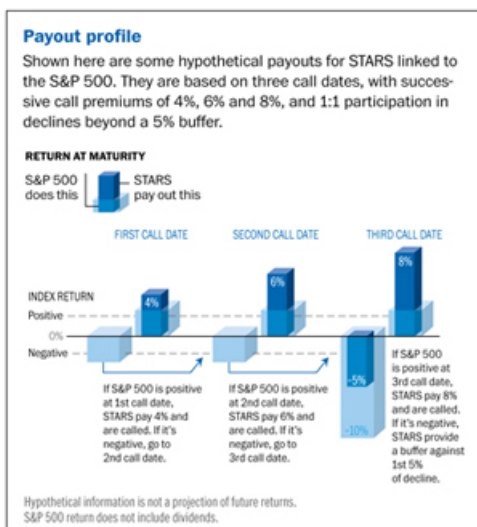 Payout profile
Shown here are some hypothetical payouts for STARS linked to
the S&P 500. They are based on three call dates, with succes-
sive call premiums of 4%, 6% and 8%, and 1:1 participation in
declines beyond a 5% buffer.
RETURN AT MATURITY
S&P 500
does this
STARS
pay out this
FIRST CALL DATE
SECOND CALL DATE
THIRD CALL DATE
8%
6%
4%
INDEX RETURN
Positive
0%
Negative
-5%
-10%
If S&P 500 is positive
at 1st call date,
STARS pay 4% and
are called. If it's
negative, go to
2nd call date.
If S&P 500 is positive
at 2nd call date,
STARS pay 6% and
are called. If it's
negative, go to
3rd call date.
If S&P 500
is positive at
3rd call date,
STARS pay 8%
and are called.
If it's negative,
STARS provide
a buffer against
1st 5%
of decline.
Hypothetical information is not a projection of future returns.
S&P 500 return does not include dividends.